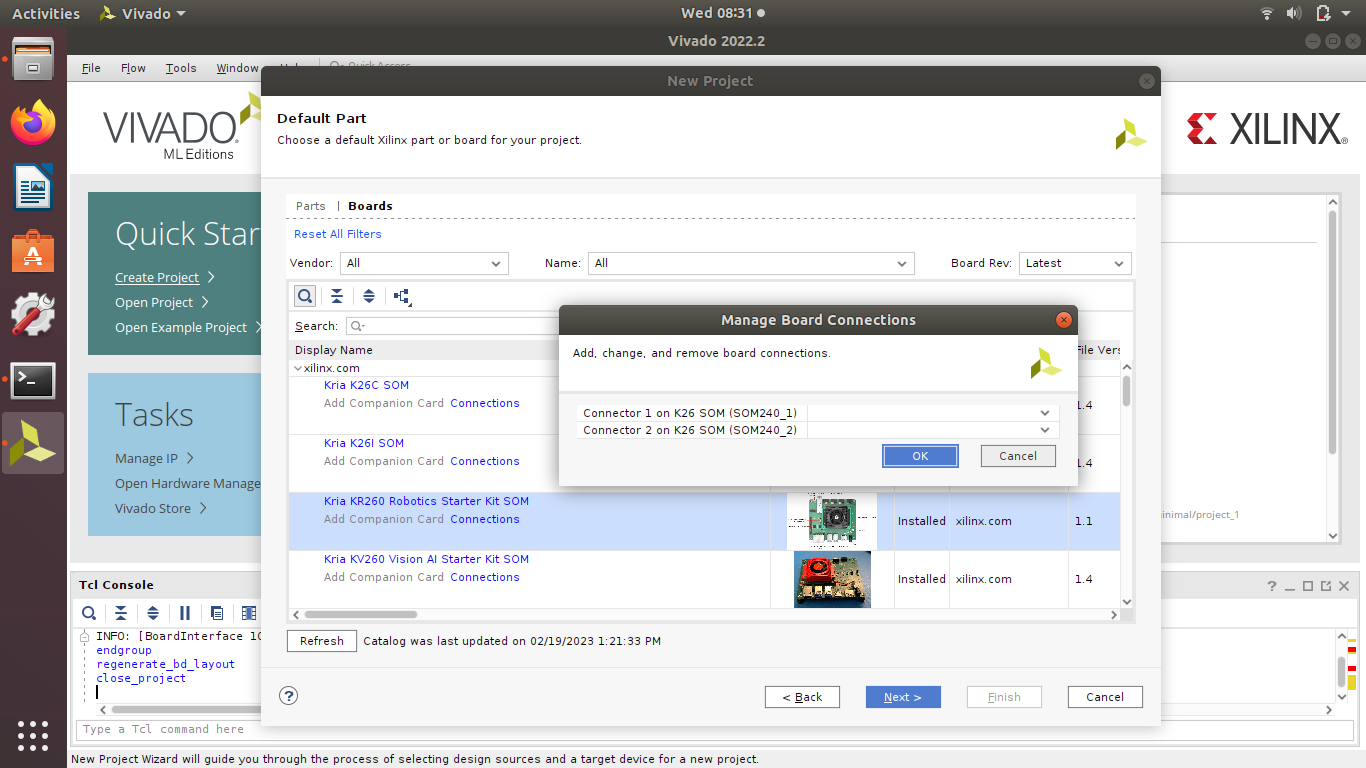 Activities Vivado Wed 08:31
Vivado 2022.2
File Flow Tools Window Quick Access
New Project
VIVADO
ML Editions
Default Part
Choose a default Xilinx part or board for your project.
XILINX
Quick Star
Create Project
Open Project
Open Example Project
Tasks
Manage IP
Open Hardware Manage
Vivado Store
Parts | Boards
Reset All Filters
Vendor: All Name: All Board Rev: Latest
Search:
Display Name File Vers
xilinx.com
Kria K26C SOM
Add Companion Card Connections 1.4
Kria K26I SOM
Add Companion Card Connections 1.4
Kria KR260 Robotics Starter Kit SOM
Add Companion Card Connections Installed xilinx.com 1.1
Kria KV260 Vision AI Starter Kit SOM
Add Companion Card Connections Installed xilinx.com 1.4
Manage Board Connections
Add, change, and remove board connections.
Connector 1 on K26 SOM (SOM240_1)
Connector 2 on K26 SOM (SOM240_2)
OK Cancel
inimal/project_1
Refresh Catalog was last updated on 02/19/2023 1:21:33 PM
? < Back Next > Finish Cancel
Tcl Console
INFO: [BoardInterface 10
endgroup
regenerate_bd_layout
close_project
Type a Tcl command here
New Project Wizard will guide you through the process of selecting design sources and a target device for a new project.